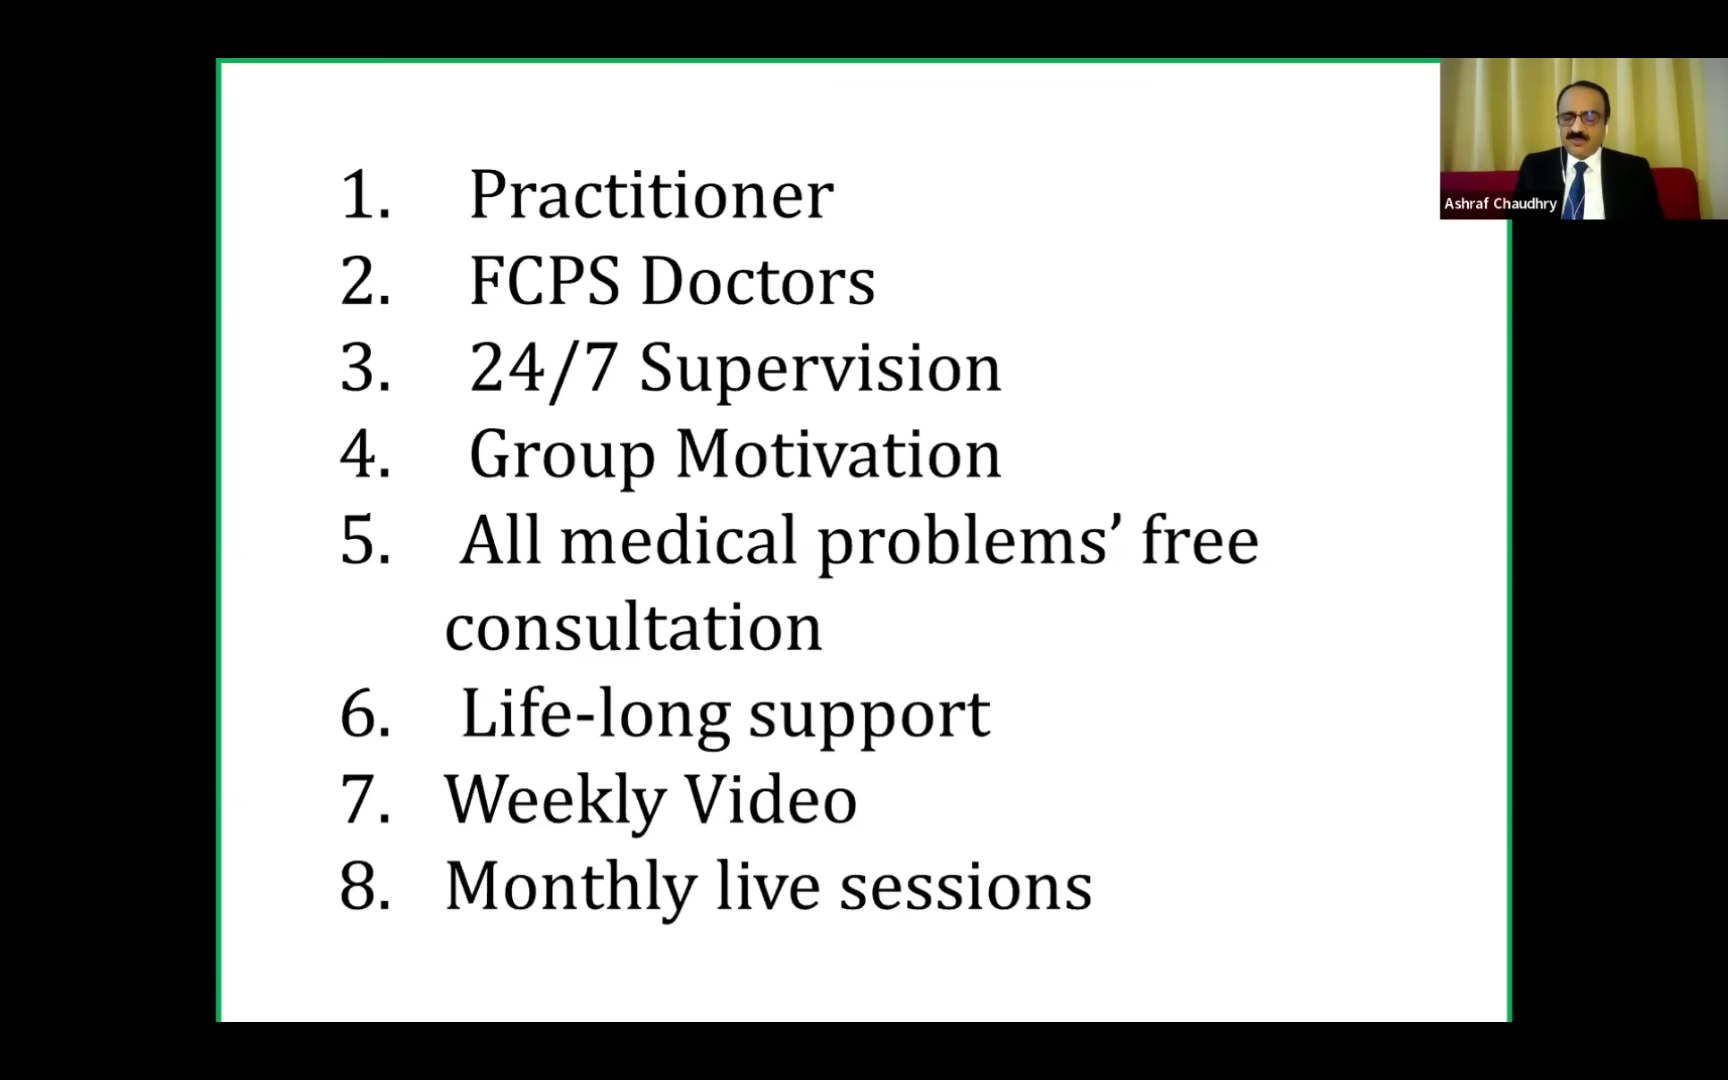 1. Practitioner
2. FCPS Doctors
3. 24/7 Supervision
4. Group Motivation
5. All medical problems’ free
consultation
6. Life-long support
7. Weekly Video
8. Monthly live sessions
Ashraf Chaudhry